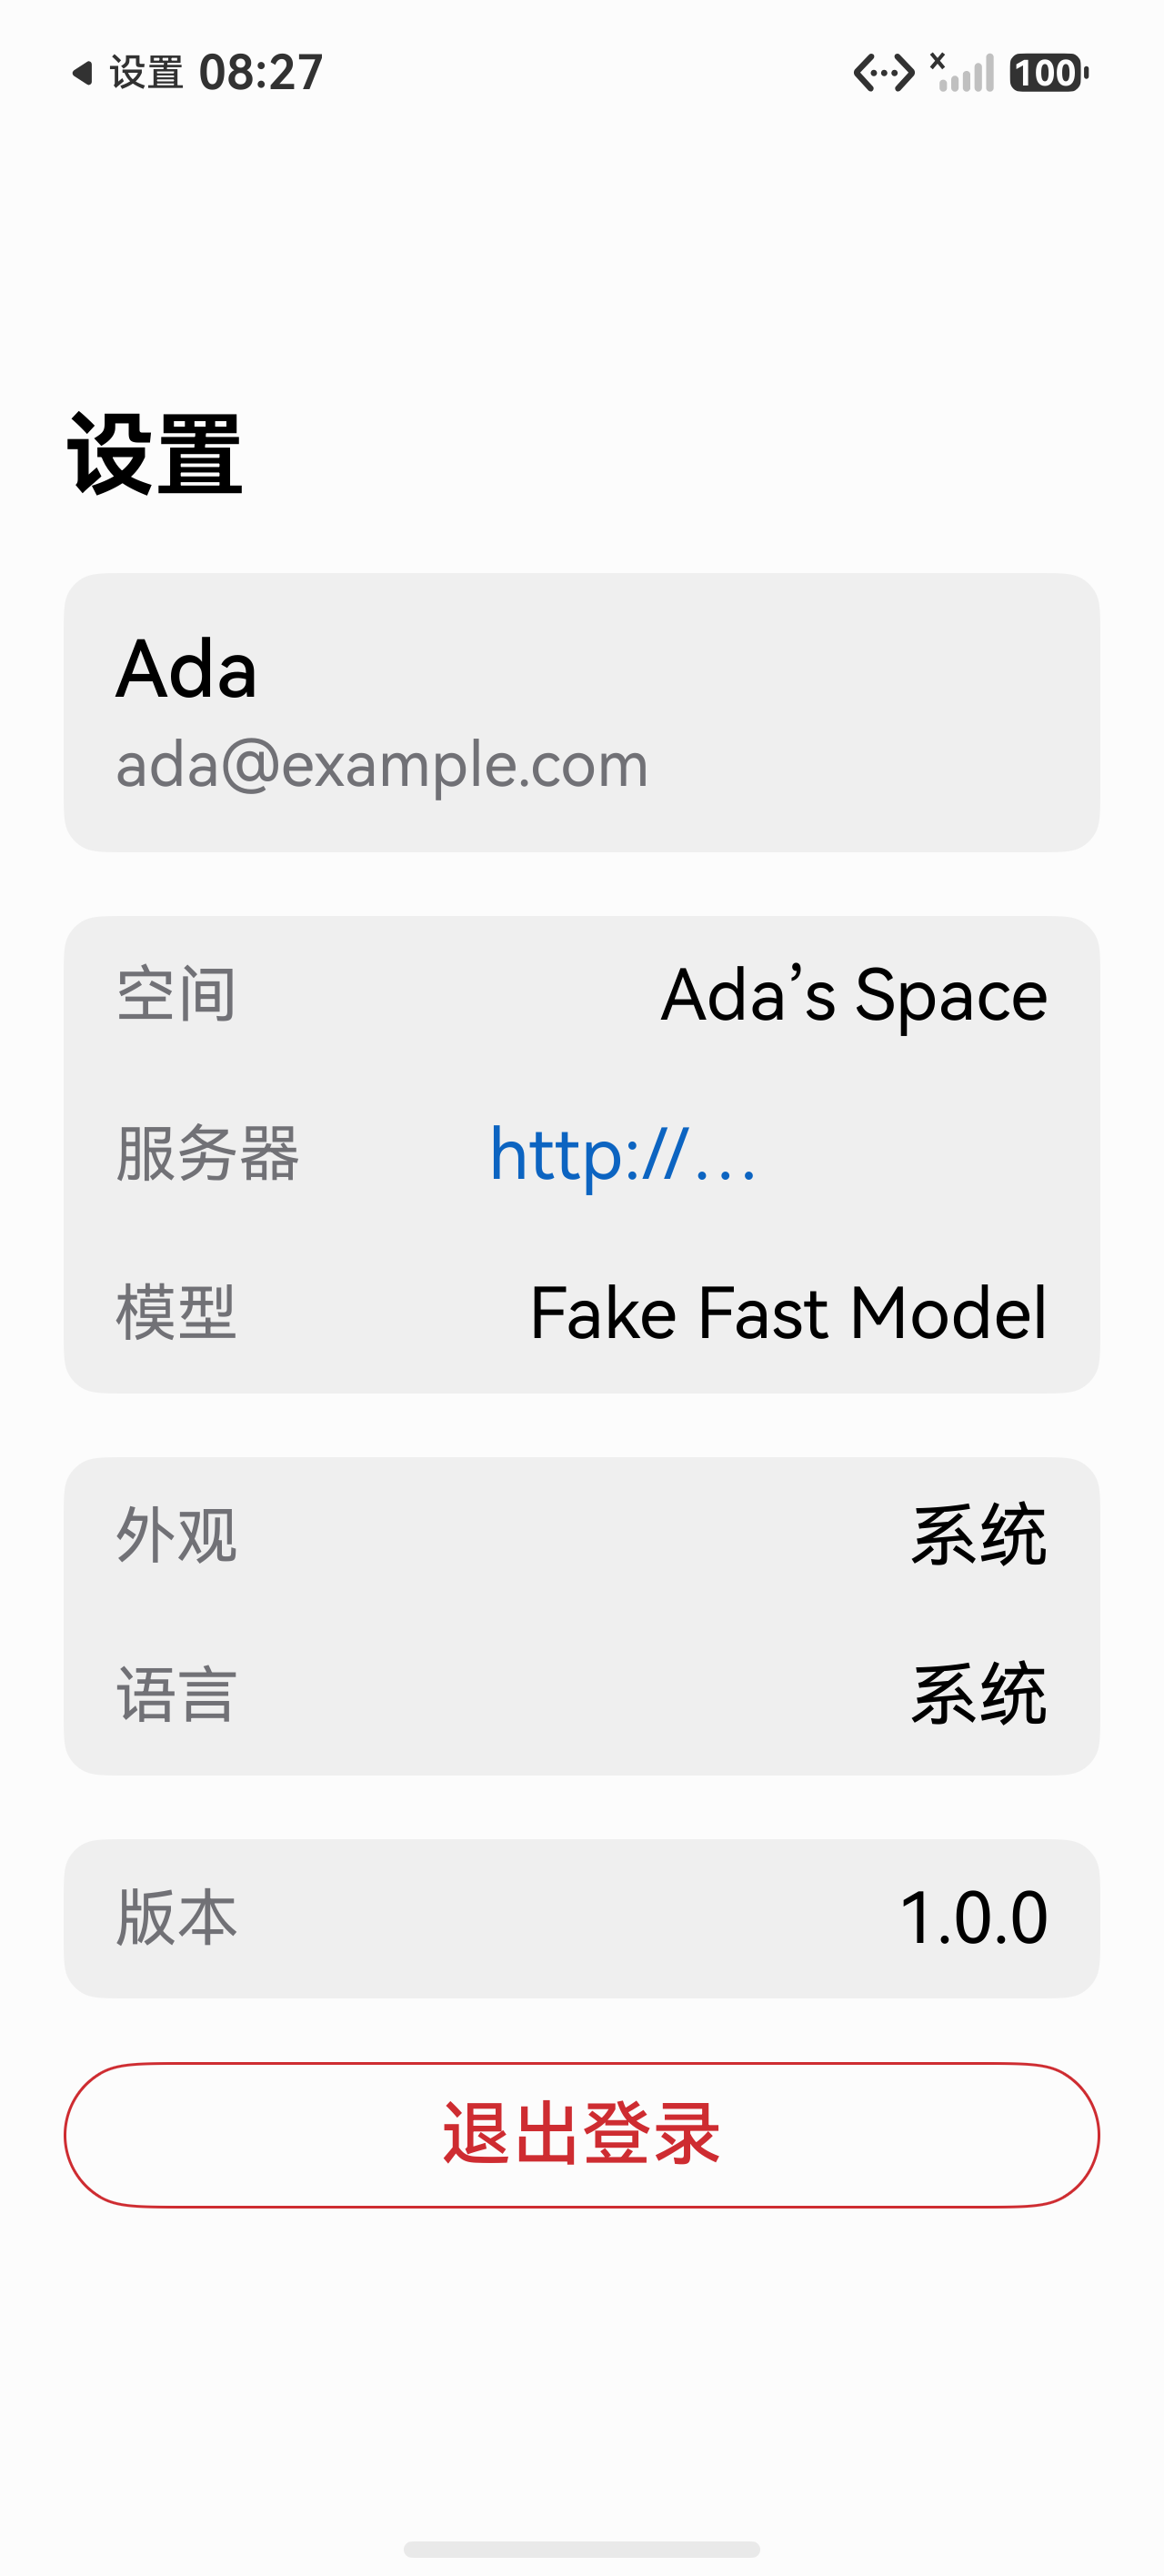 设置 08:27 100
设置
Ada
ada@example.com
空间 Ada’s Space
服务器 http://…
模型 Fake Fast Model
外观 系统
语言 系统
版本 1.0.0
退出登录